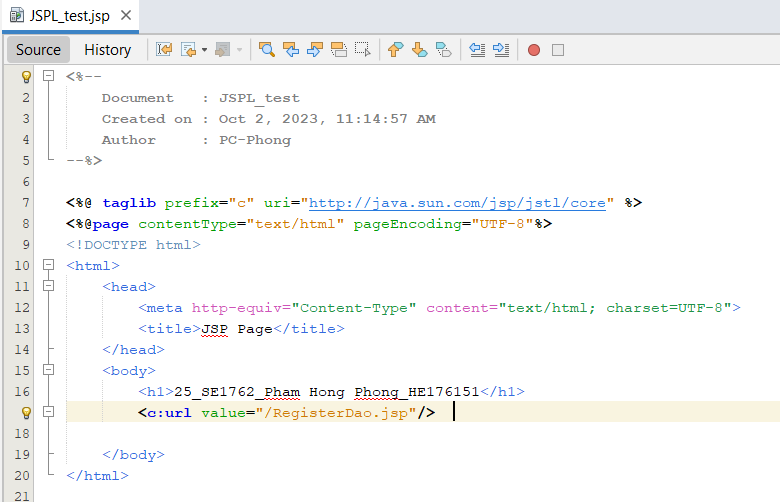 JSPL_test.jsp
Source History
<%--
2 Document : JSPL_test
3 Created on : Oct 2, 2023, 11:14:57 AM
4 Author : PC-Phong
5 --%>
6
7 <%@ taglib prefix="c" uri="http://java.sun.com/jsp/jstl/core" %>
8 <%@page contentType="text/html" pageEncoding="UTF-8"%>
9 <!DOCTYPE html>
10 <html>
11 <head>
12 <meta http-equiv="Content-Type" content="text/html; charset=UTF-8">
13 <title>JSP Page</title>
14 </head>
15 <body>
16 <h1>25_SE1762_Pham Hong Phong_HE176151</h1>
<c:url value="/RegisterDao.jsp"/>
18
19 </body>
20 </html>
21